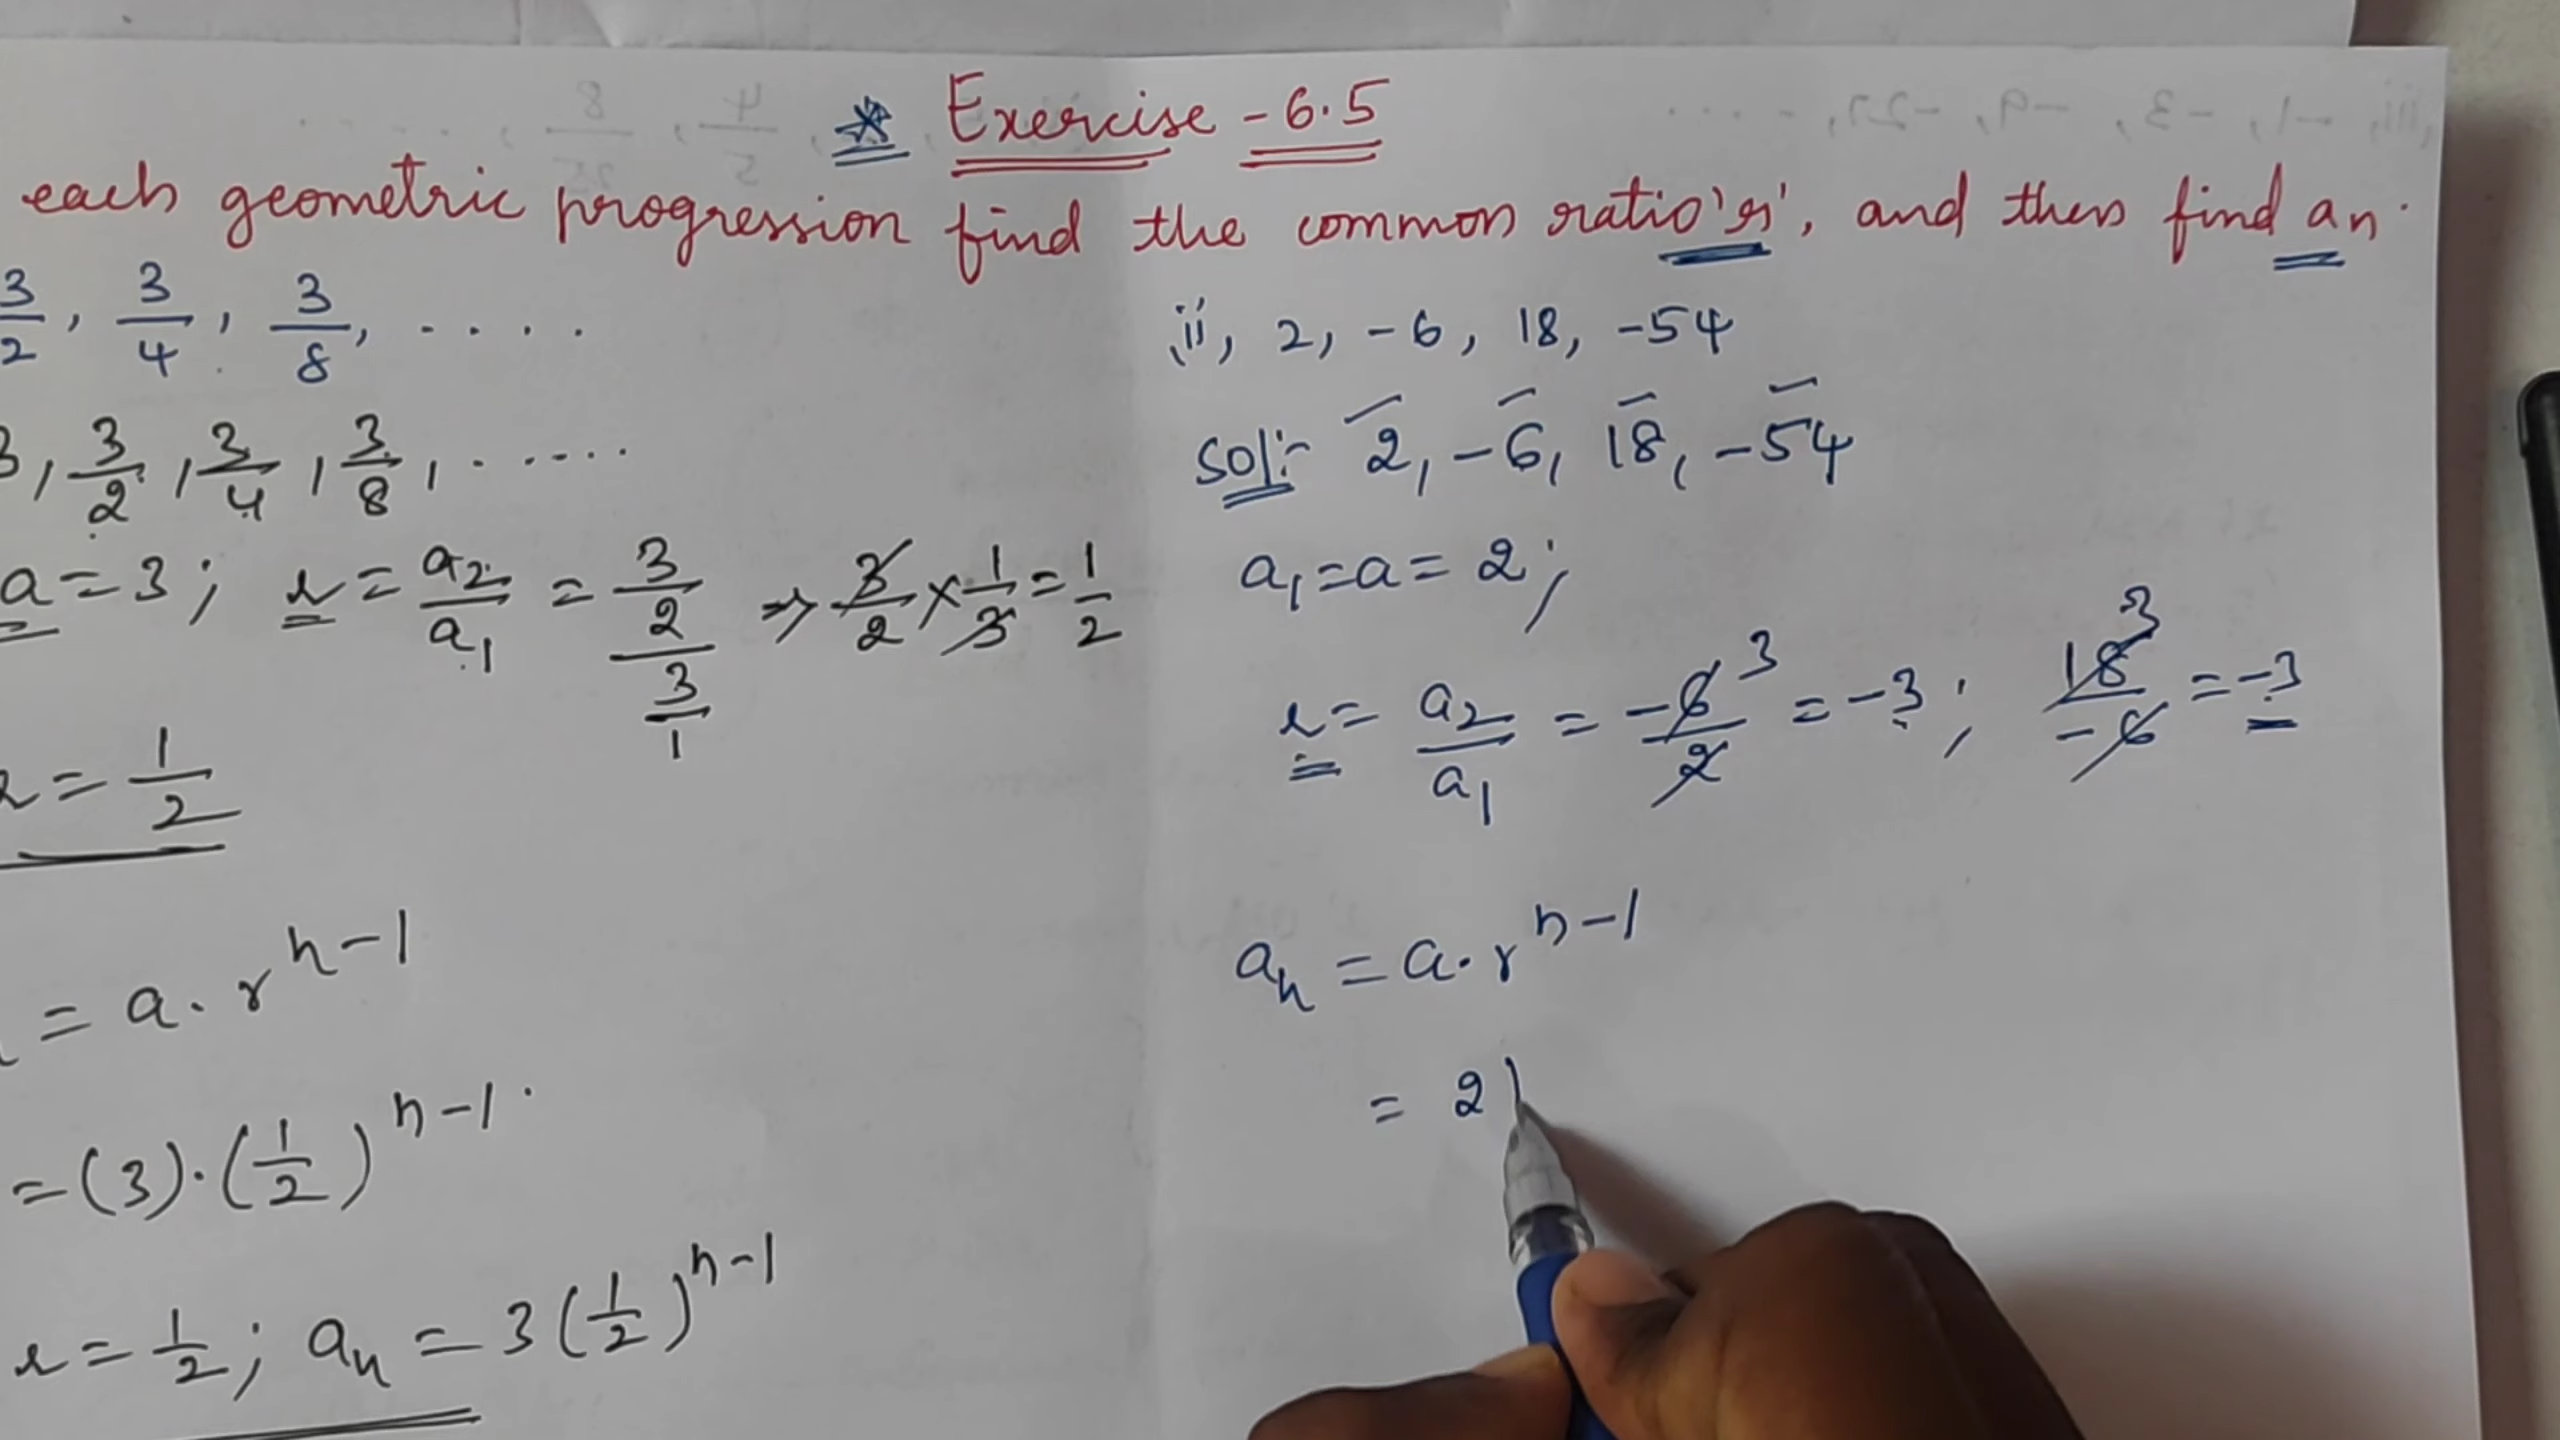 * Exercise - 6.5
each geometric progression find the common ratio 'r', and then find an.
3/2, 3/4, 3/8, ....
3, 3/2, 3/4, 3/8, .....
a = 3; r = a2/a1 = 3/2 / 3/1 ⇒ 3/2 × 1/3 = 1/2
r = 1/2
= a. r^n-1
= (3).(1/2)^n-1.
r = 1/2; an = 3(1/2)^n-1
ii, 2, -6, 18, -54
Sol:- 2, -6, 18, -54
a1 = a = 2;
r = a2/a1 = -6/2 3 = -3; 18/-6 3 = -3
an = a. r^n-1
= 2